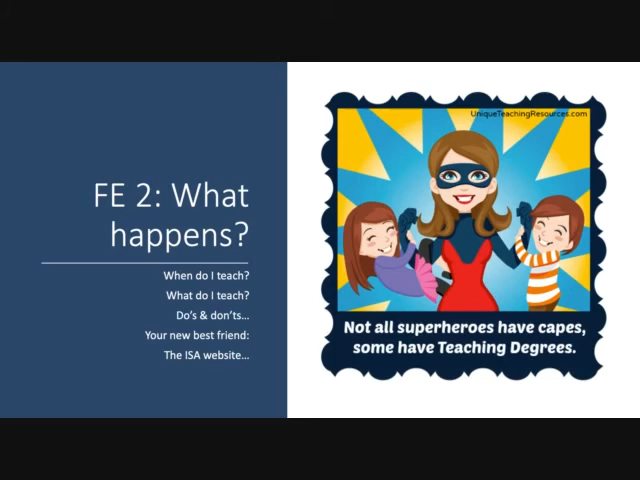 FE 2: What
happens?
When do I teach?
What do I teach?
Do's & don'ts...
Your new best friend:
The ISA website...
UniqueTeachingResources.com
Not all superheroes have capes,
some have Teaching Degrees.